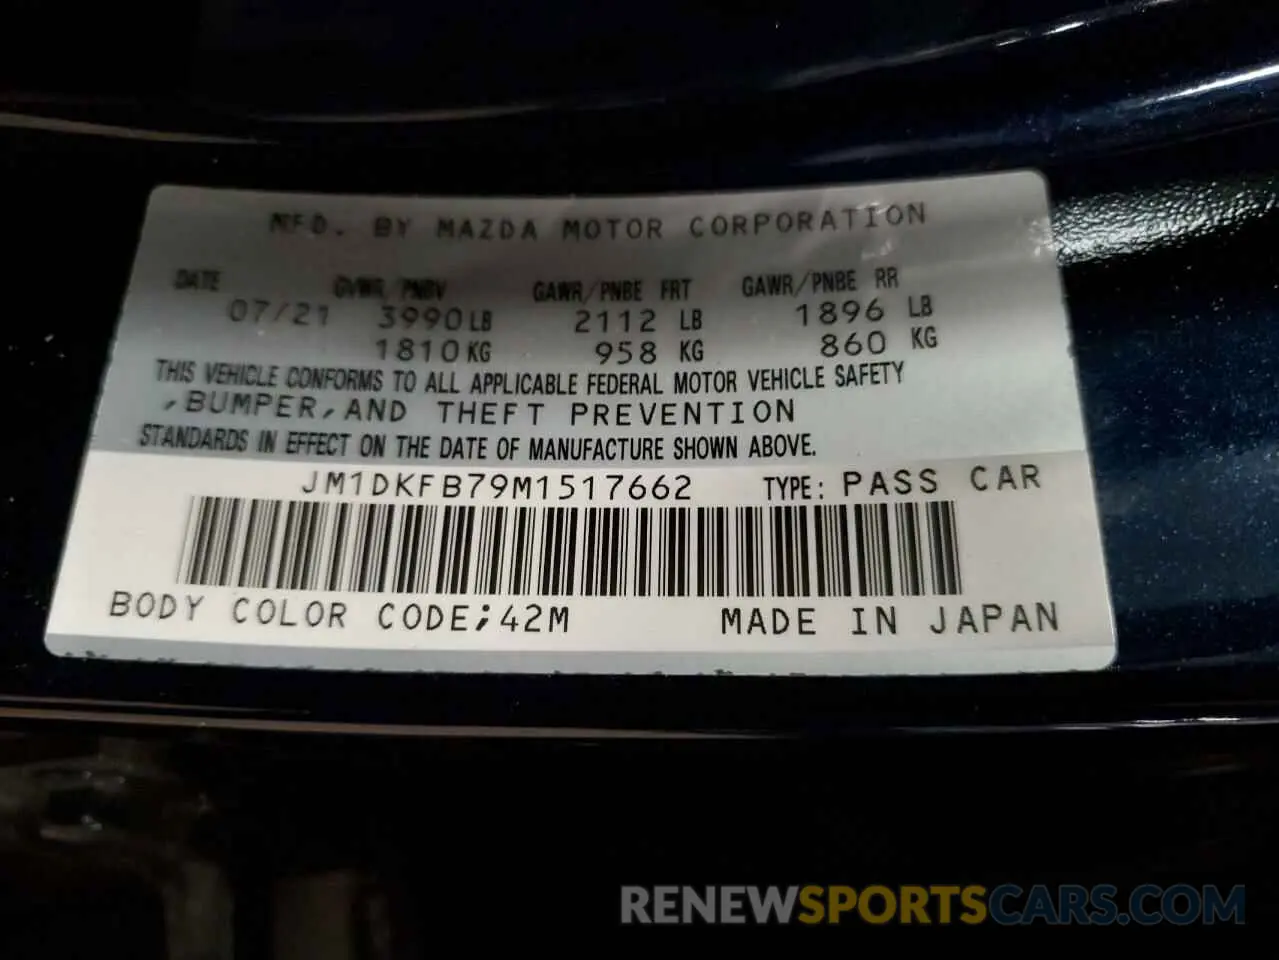 MFD. BY MAZDA MOTOR CORPORATION
DATE GVWR/PNBV GAWR/PNBE FRT GAWR/PNBE RR
07/21 3990 LB 2112 LB 1896 LB
1810 KG 958 KG 860 KG
THIS VEHICLE CONFORMS TO ALL APPLICABLE FEDERAL MOTOR VEHICLE SAFETY
,BUMPER,AND THEFT PREVENTION
STANDARDS IN EFFECT ON THE DATE OF MANUFACTURE SHOWN ABOVE.
JM1DKFB79M1517662 TYPE: PASS CAR
BODY COLOR CODE;42M MADE IN JAPAN
RENEWSPORTSCARS.COM